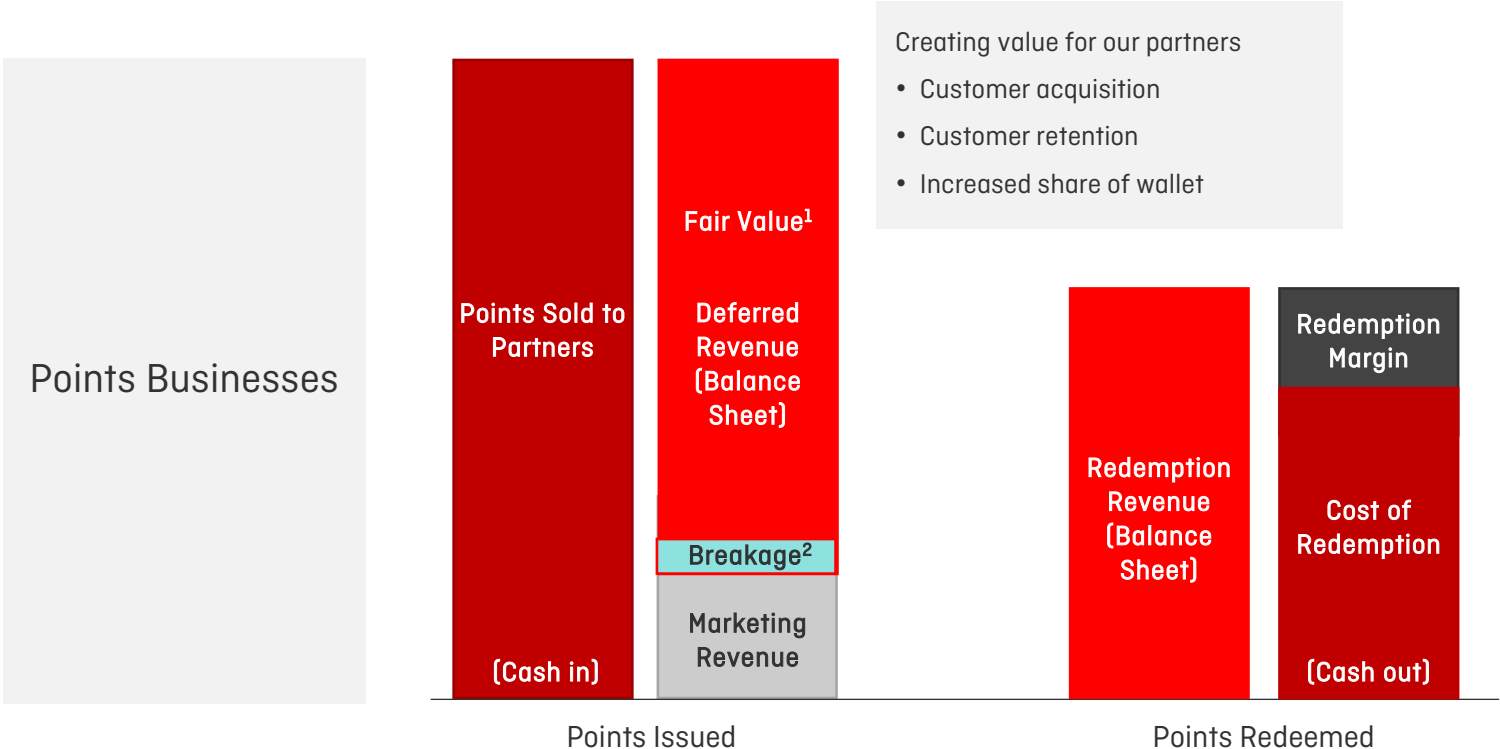 Points Businesses
Points Sold to
Partners
(Cash in)
Fair Value¹
Deferred
Revenue
(Balance
Sheet)
Breakage²
Marketing
Revenue
Points Issued
Creating value for our partners
• Customer acquisition
• Customer retention
• Increased share of wallet
Redemption
Revenue
(Balance
Sheet)
Redemption
Margin
Cost of
Redemption
(Cash out)
Points Redeemed